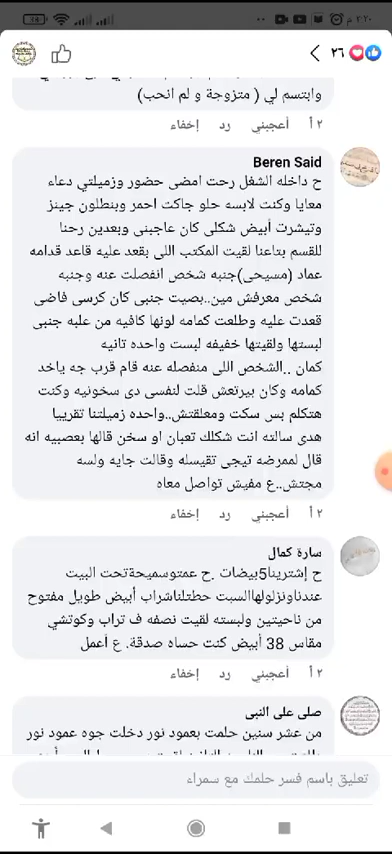 ٣:٢٠ م
٢٦
وابتسم لي ( متزوجة و لم انحب)
٢ أ أعجبني رد إخفاء
Beren Said
ح داخله الشغل رحت امضى حضور وزميلتي دعاء
معايا وكنت لابسه حلو جاكت احمر وبنطلون جينز
وتيشرت أبيض شكلى كان عاجبنى وبعدين رحنا
للقسم بتاعنا لقيت المكتب اللى بقعد عليه قاعد قدامه
عماد (مسيحى)جنبه شخص انفصلت عنه وجنبه
شخص معرفش مين..بصيت جنبى كان كرسى فاضى
قعدت عليه وطلعت كمامه لونها كافيه من علبه جنبى
لبستها ولقيتها خفيفه لبست واحده تانيه
كمان ..الشخص اللى منفصله عنه قام قرب جه ياخد
كمامه وكان بيرتعش قلت لنفسى دى سخونيه وكنت
هتكلم بس سكت ومعلقتش..واحده زميلتنا تقريبا
هدى سالته انت شكلك تعبان او سخن قالها بعصبيه انه
قال لممرضه تيجى تقيسله وقالت جايه ولسه
مجتش..ع مفيش تواصل معاه
٢ أ أعجبني رد إخفاء
سارة كمال
ح إشترينا5بيضات .ح عمتوسميحةتحت البيت
عندناونزلولهاالسبت حطتلناشراب أبيض طويل مفتوح
من ناحيتين ولبسته لقيت نصفه ف تراب وكوتشي
مقاس 38 أبيض كنت حساه صدقة. ع أعمل
٢ أ أعجبني رد إخفاء
صلى على النبى
من عشر سنين حلمت بعمود نور دخلت جوه عمود نور
تعليق باسم فسر حلمك مع سمراء